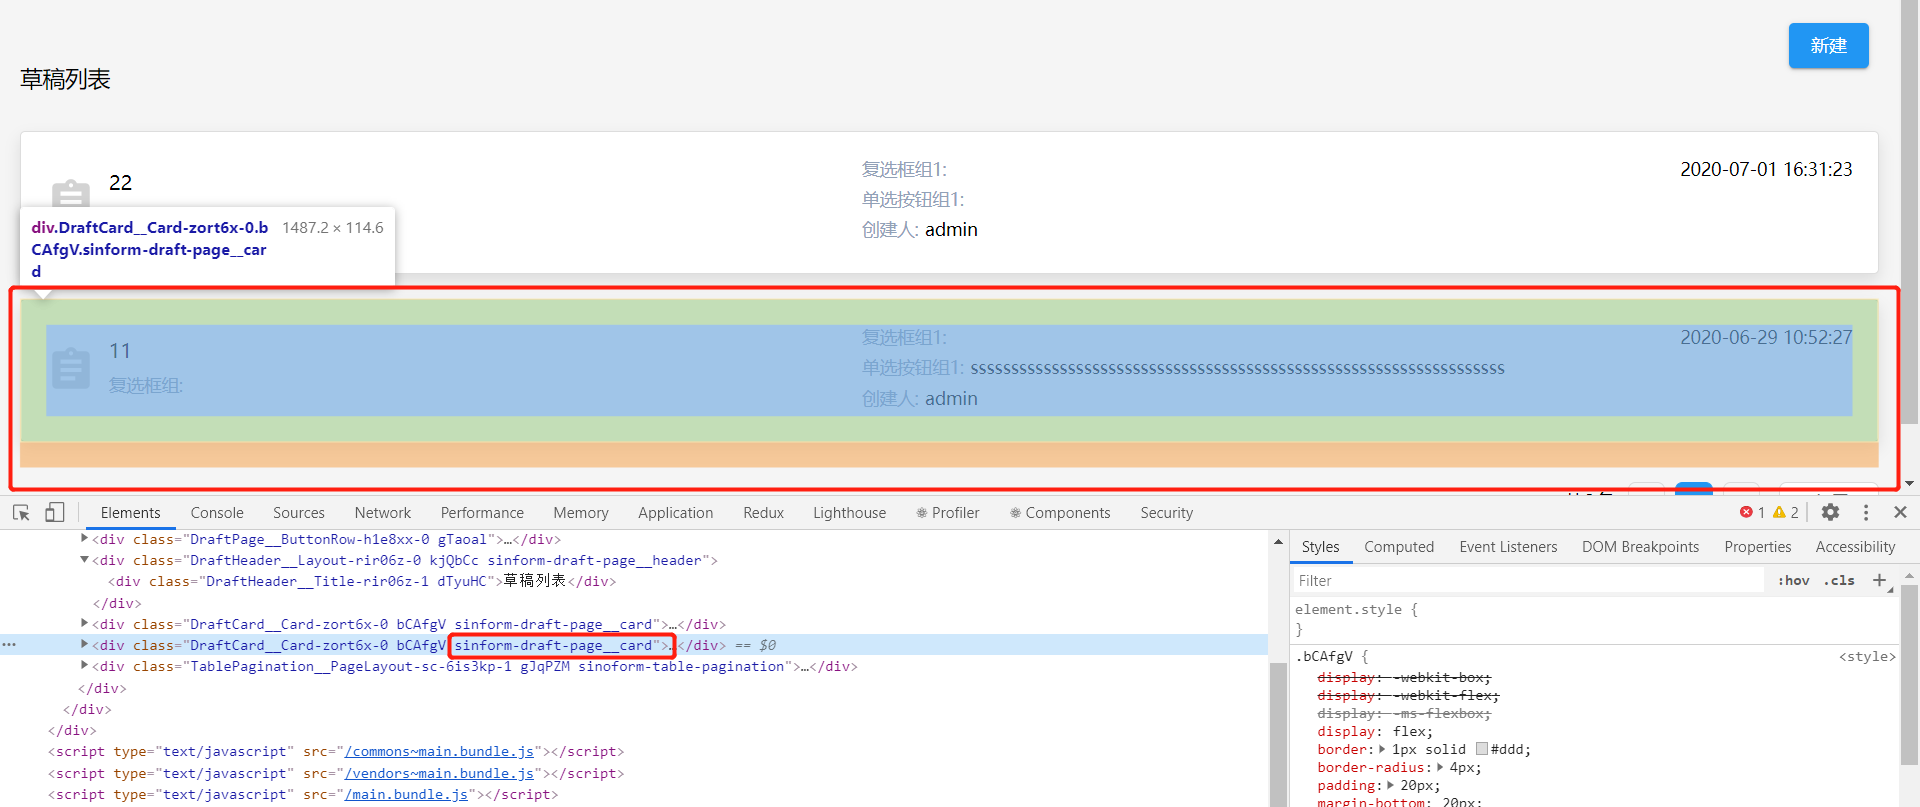 新建
草稿列表
22
复选框组1:
单选按钮组1:
创建人: admin
2020-07-01 16:31:23
div.DraftCard__Card-zort6x-0.b
CAfgV.sinform-draft-page__car
d
1487.2 × 114.6
11
复选框组:
复选框组1:
单选按钮组1: ssssssssssssssssssssssssssssssssssssssssssssssssssssssssssssssssss
创建人: admin
2020-06-29 10:52:27
Elements Console Sources Network Performance Memory Application Redux Lighthouse Profiler Components Security 1 2
<div class="DraftPage__ButtonRow-h1e8xx-0 gTaoal">…</div>
<div class="DraftHeader__Layout-rir06z-0 kjQbCc sinform-draft-page__header">
<div class="DraftHeader__Title-rir06z-1 dTyuHC">草稿列表</div>
</div>
<div class="DraftCard__Card-zort6x-0 bCAfgV sinform-draft-page__card">…</div>
<div class="DraftCard__Card-zort6x-0 bCAfgV sinform-draft-page__card">…</div> == $0
<div class="TablePagination__PageLayout-sc-6is3kp-1 gJqPZM sinoform-table-pagination">…</div>
</div>
</div>
</div>
<script type="text/javascript" src="/commons~main.bundle.js"></script>
<script type="text/javascript" src="/vendors~main.bundle.js"></script>
<script type="text/javascript" src="/main.bundle.js"></script>
Styles Computed Event Listeners DOM Breakpoints Properties Accessibility
Filter :hov .cls +
element.style {
}
.bCAfgV { <style>
display: -webkit-box;
display: -webkit-flex;
display: -ms-flexbox;
display: flex;
border: 1px solid #ddd;
border-radius: 4px;
padding: 20px;
margin-bottom: 20px;